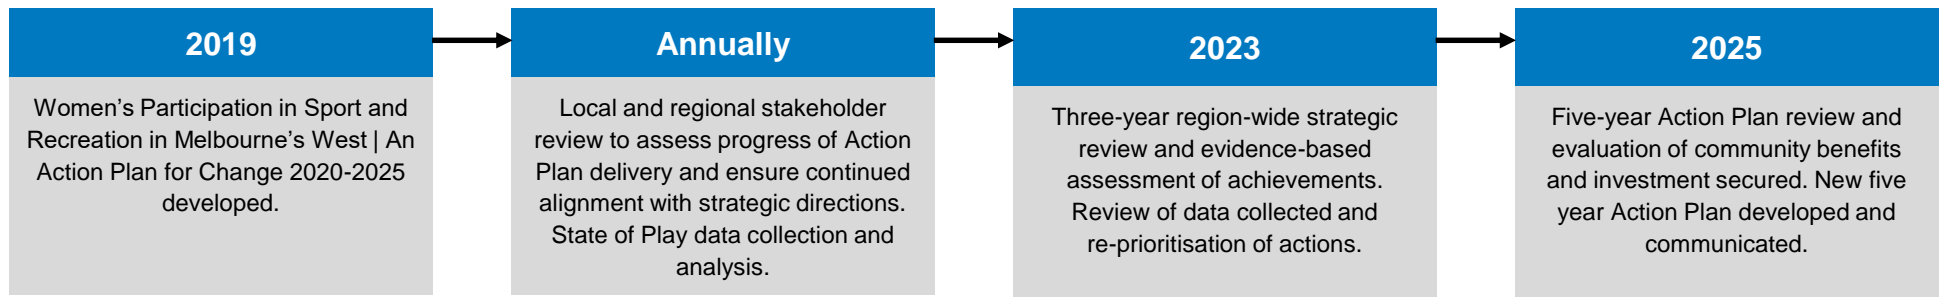 2019
Women’s Participation in Sport and
Recreation in Melbourne’s West | An
Action Plan for Change 2020-2025
developed.
Annually
Local and regional stakeholder
review to assess progress of Action
Plan delivery and ensure continued
alignment with strategic directions.
State of Play data collection and
analysis.
2023
Three-year region-wide strategic
review and evidence-based
assessment of achievements.
Review of data collected and
re-prioritisation of actions.
2025
Five-year Action Plan review and
evaluation of community benefits
and investment secured. New five
year Action Plan developed and
communicated.